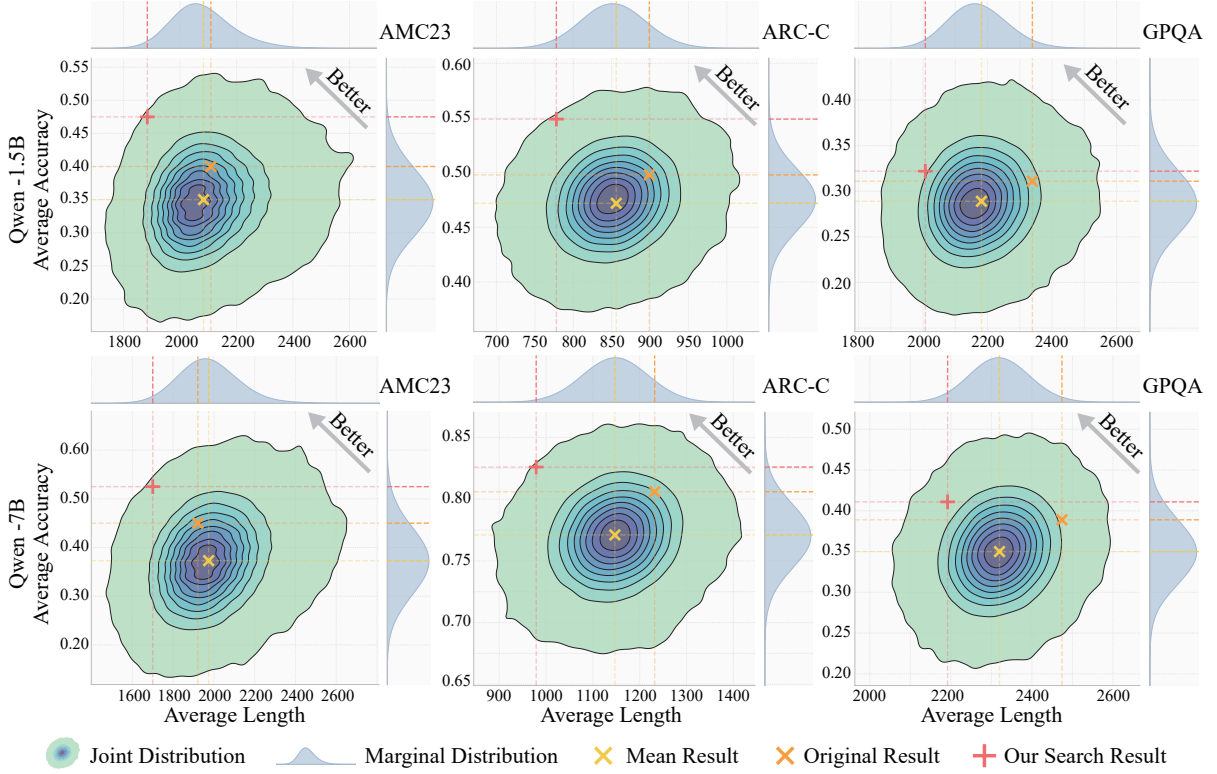 AMC23
ARC-C
GPQA
Qwen -1.5B
Average Accuracy
0.55
0.50
0.45
0.40
0.35
0.30
0.25
0.20
Better
1800 2000 2200 2400 2600
0.60
0.55
0.50
0.45
0.40
Better
700 750 800 850 900 950 1000
0.40
0.35
0.30
0.25
0.20
Better
1800 2000 2200 2400 2600
AMC23
ARC-C
GPQA
Qwen -7B
Average Accuracy
0.60
0.50
0.40
0.30
0.20
Better
1600 1800 2000 2200 2400 2600
Average Length
0.85
0.80
0.75
0.70
0.65
Better
900 1000 1100 1200 1300 1400
Average Length
0.50
0.45
0.40
0.35
0.30
0.25
0.20
Better
2000 2200 2400 2600
Average Length
Joint Distribution Marginal Distribution Mean Result Original Result Our Search Result